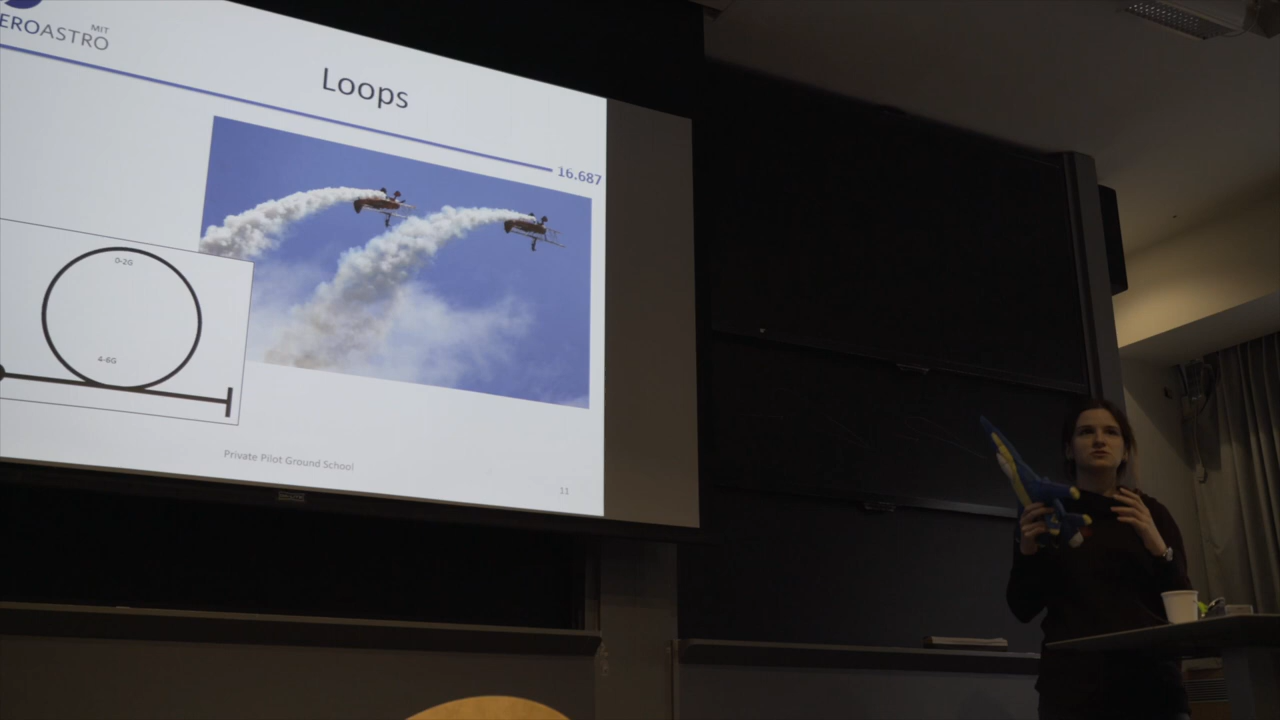 MIT
EROASTRO
Loops
16.687
0-2G
4-6G
Private Pilot Ground School
11